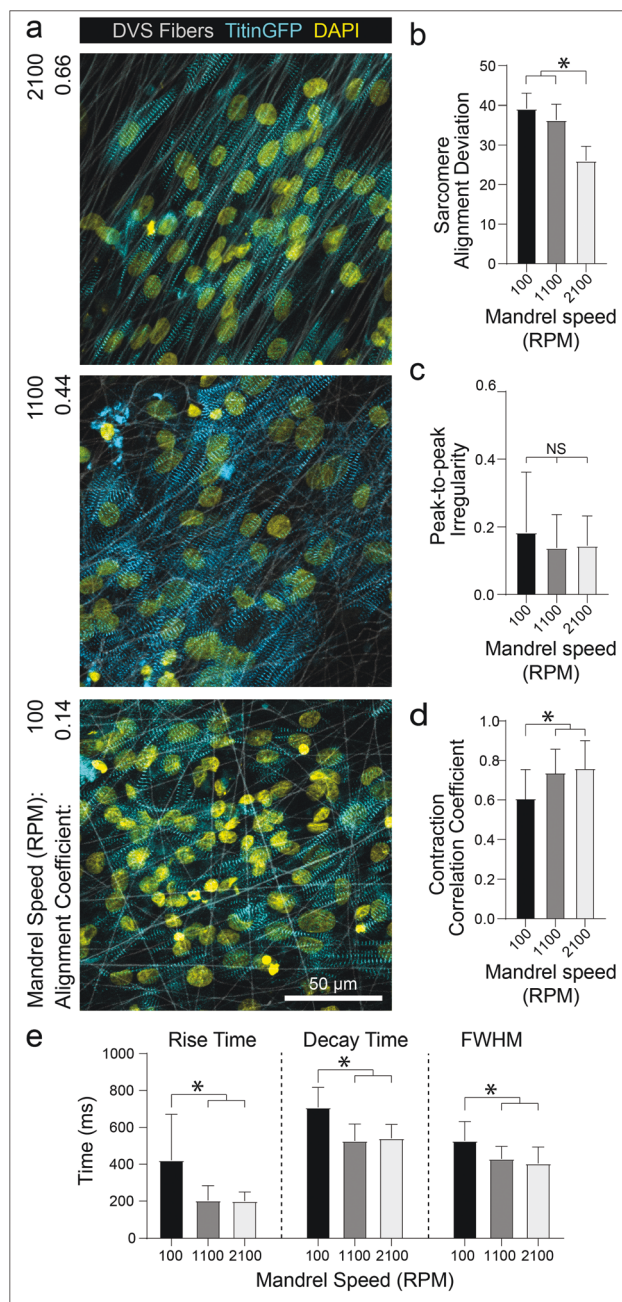 a
DVS Fibers TitinGFP DAPI
2100
0.66
1100
0.44
100
0.14
Mandrel Speed (RPM):
Alignment Coefficient:
50 μm
b
*
Sarcomere
Alignment Deviation
50
40
30
20
10
0
100
1100
2100
Mandrel speed
(RPM)
c
NS
Peak-to-peak
Irregularity
0.6
0.4
0.2
0.0
100
1100
2100
Mandrel speed
(RPM)
d
*
Contraction
Correlation Coefficient
1.0
0.8
0.6
0.4
0.2
0.0
100
1100
2100
Mandrel speed
(RPM)
e
Rise Time Decay Time FWHM
* * *
Time (ms)
1000
800
600
400
200
0
100 1100 2100 100 1100 2100 100 1100 2100
Mandrel Speed (RPM)